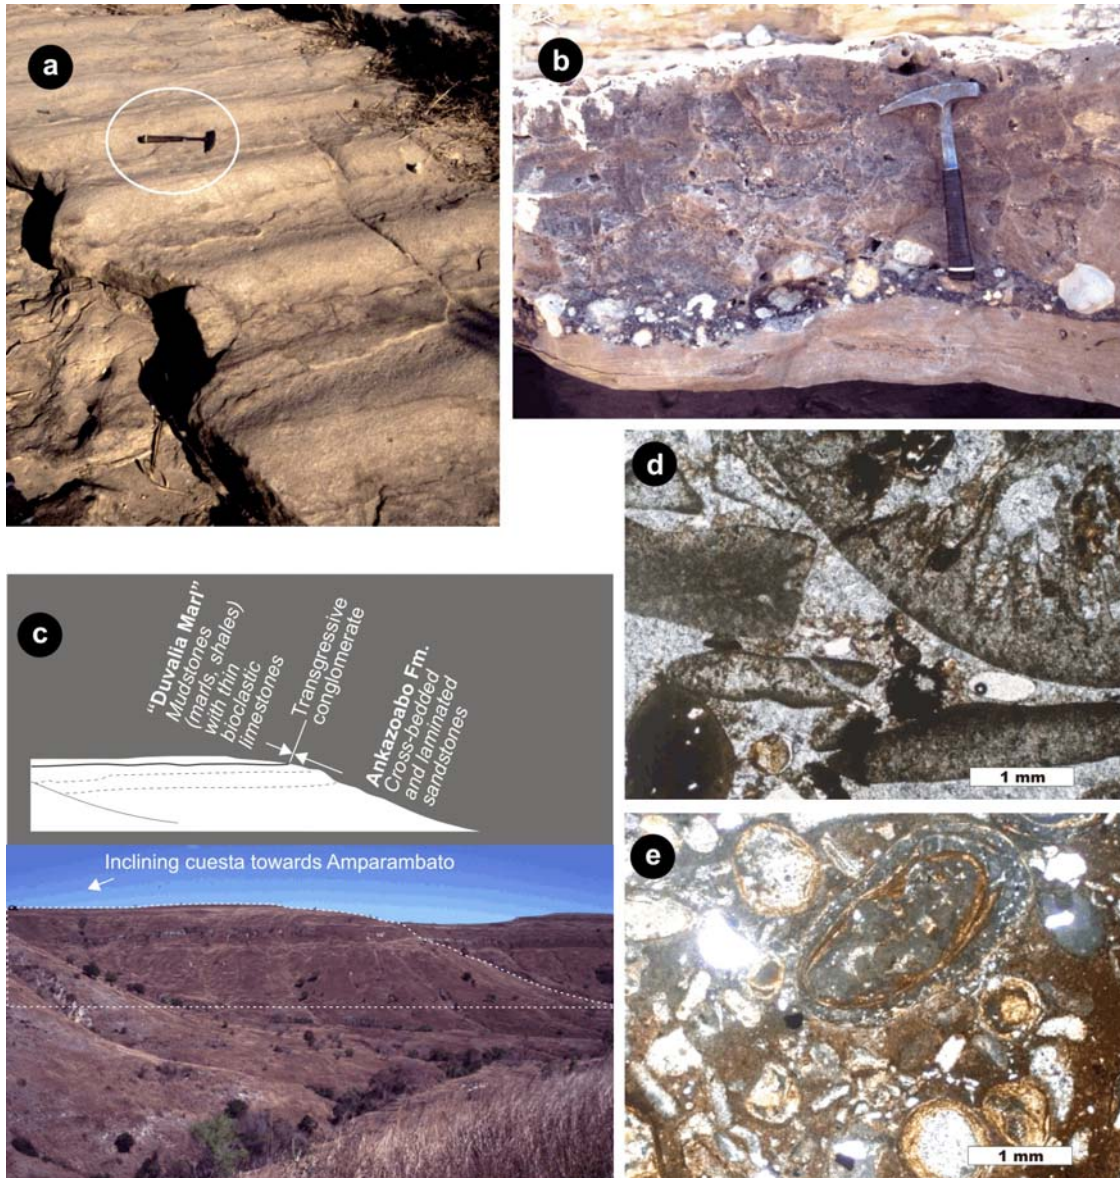 a
b
c
"Duvalia Marl"
Mudstones
(marls, shales)
with thin
bioclastic
limestones
Transgressive
conglomerate
Ankazoabo Fm.
Cross-bedded
and laminated
sandstones
Inclining cuesta towards Amparambato
d
1 mm
e
1 mm